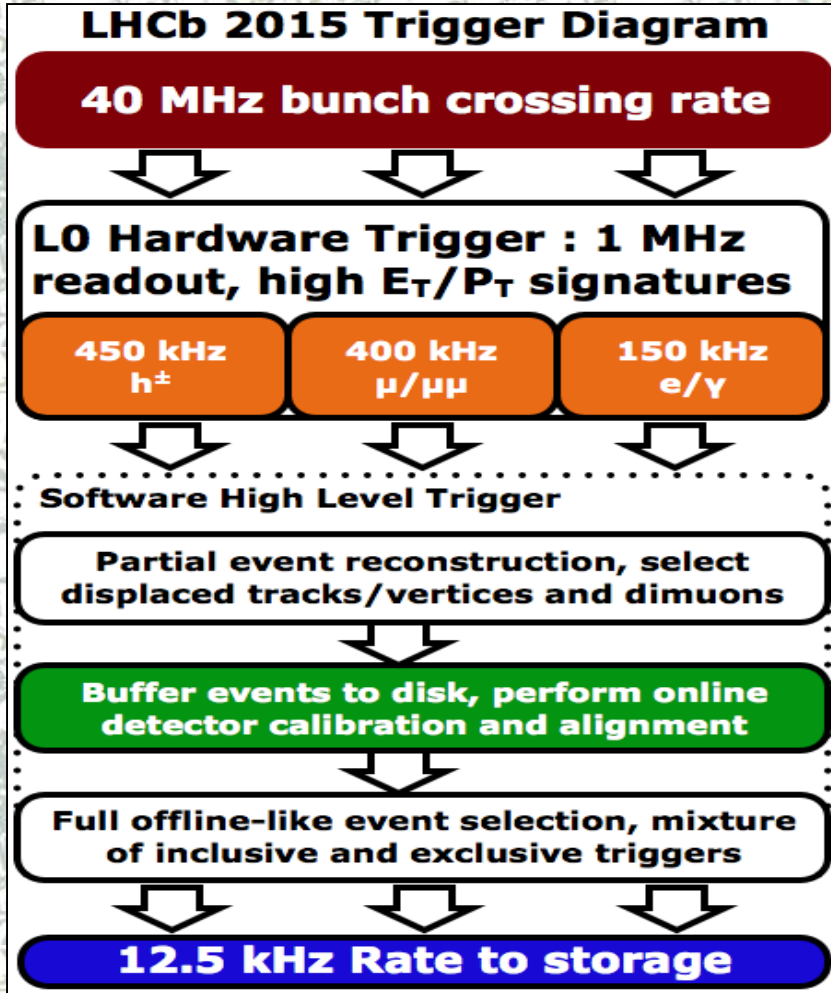 LHCb 2015 Trigger Diagram
40 MHz bunch crossing rate
L0 Hardware Trigger : 1 MHz
readout, high E_T/P_T signatures
450 kHz
h±
400 kHz
μ/μμ
150 kHz
e/γ
Software High Level Trigger
Partial event reconstruction, select
displaced tracks/vertices and dimuons
Buffer events to disk, perform online
detector calibration and alignment
Full offline-like event selection, mixture
of inclusive and exclusive triggers
12.5 kHz Rate to storage